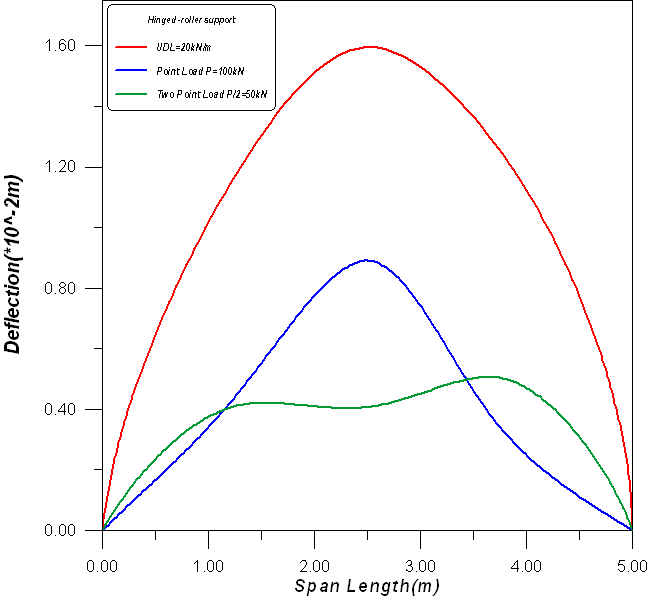 Hinged-roller support
UDL=20kN/m
Point Load P=100kN
Two Point Load P/2=50kN
Deflection(*10^-2m)
1.60
1.20
0.80
0.40
0.00
0.00 1.00 2.00 3.00 4.00 5.00
Span Length(m)